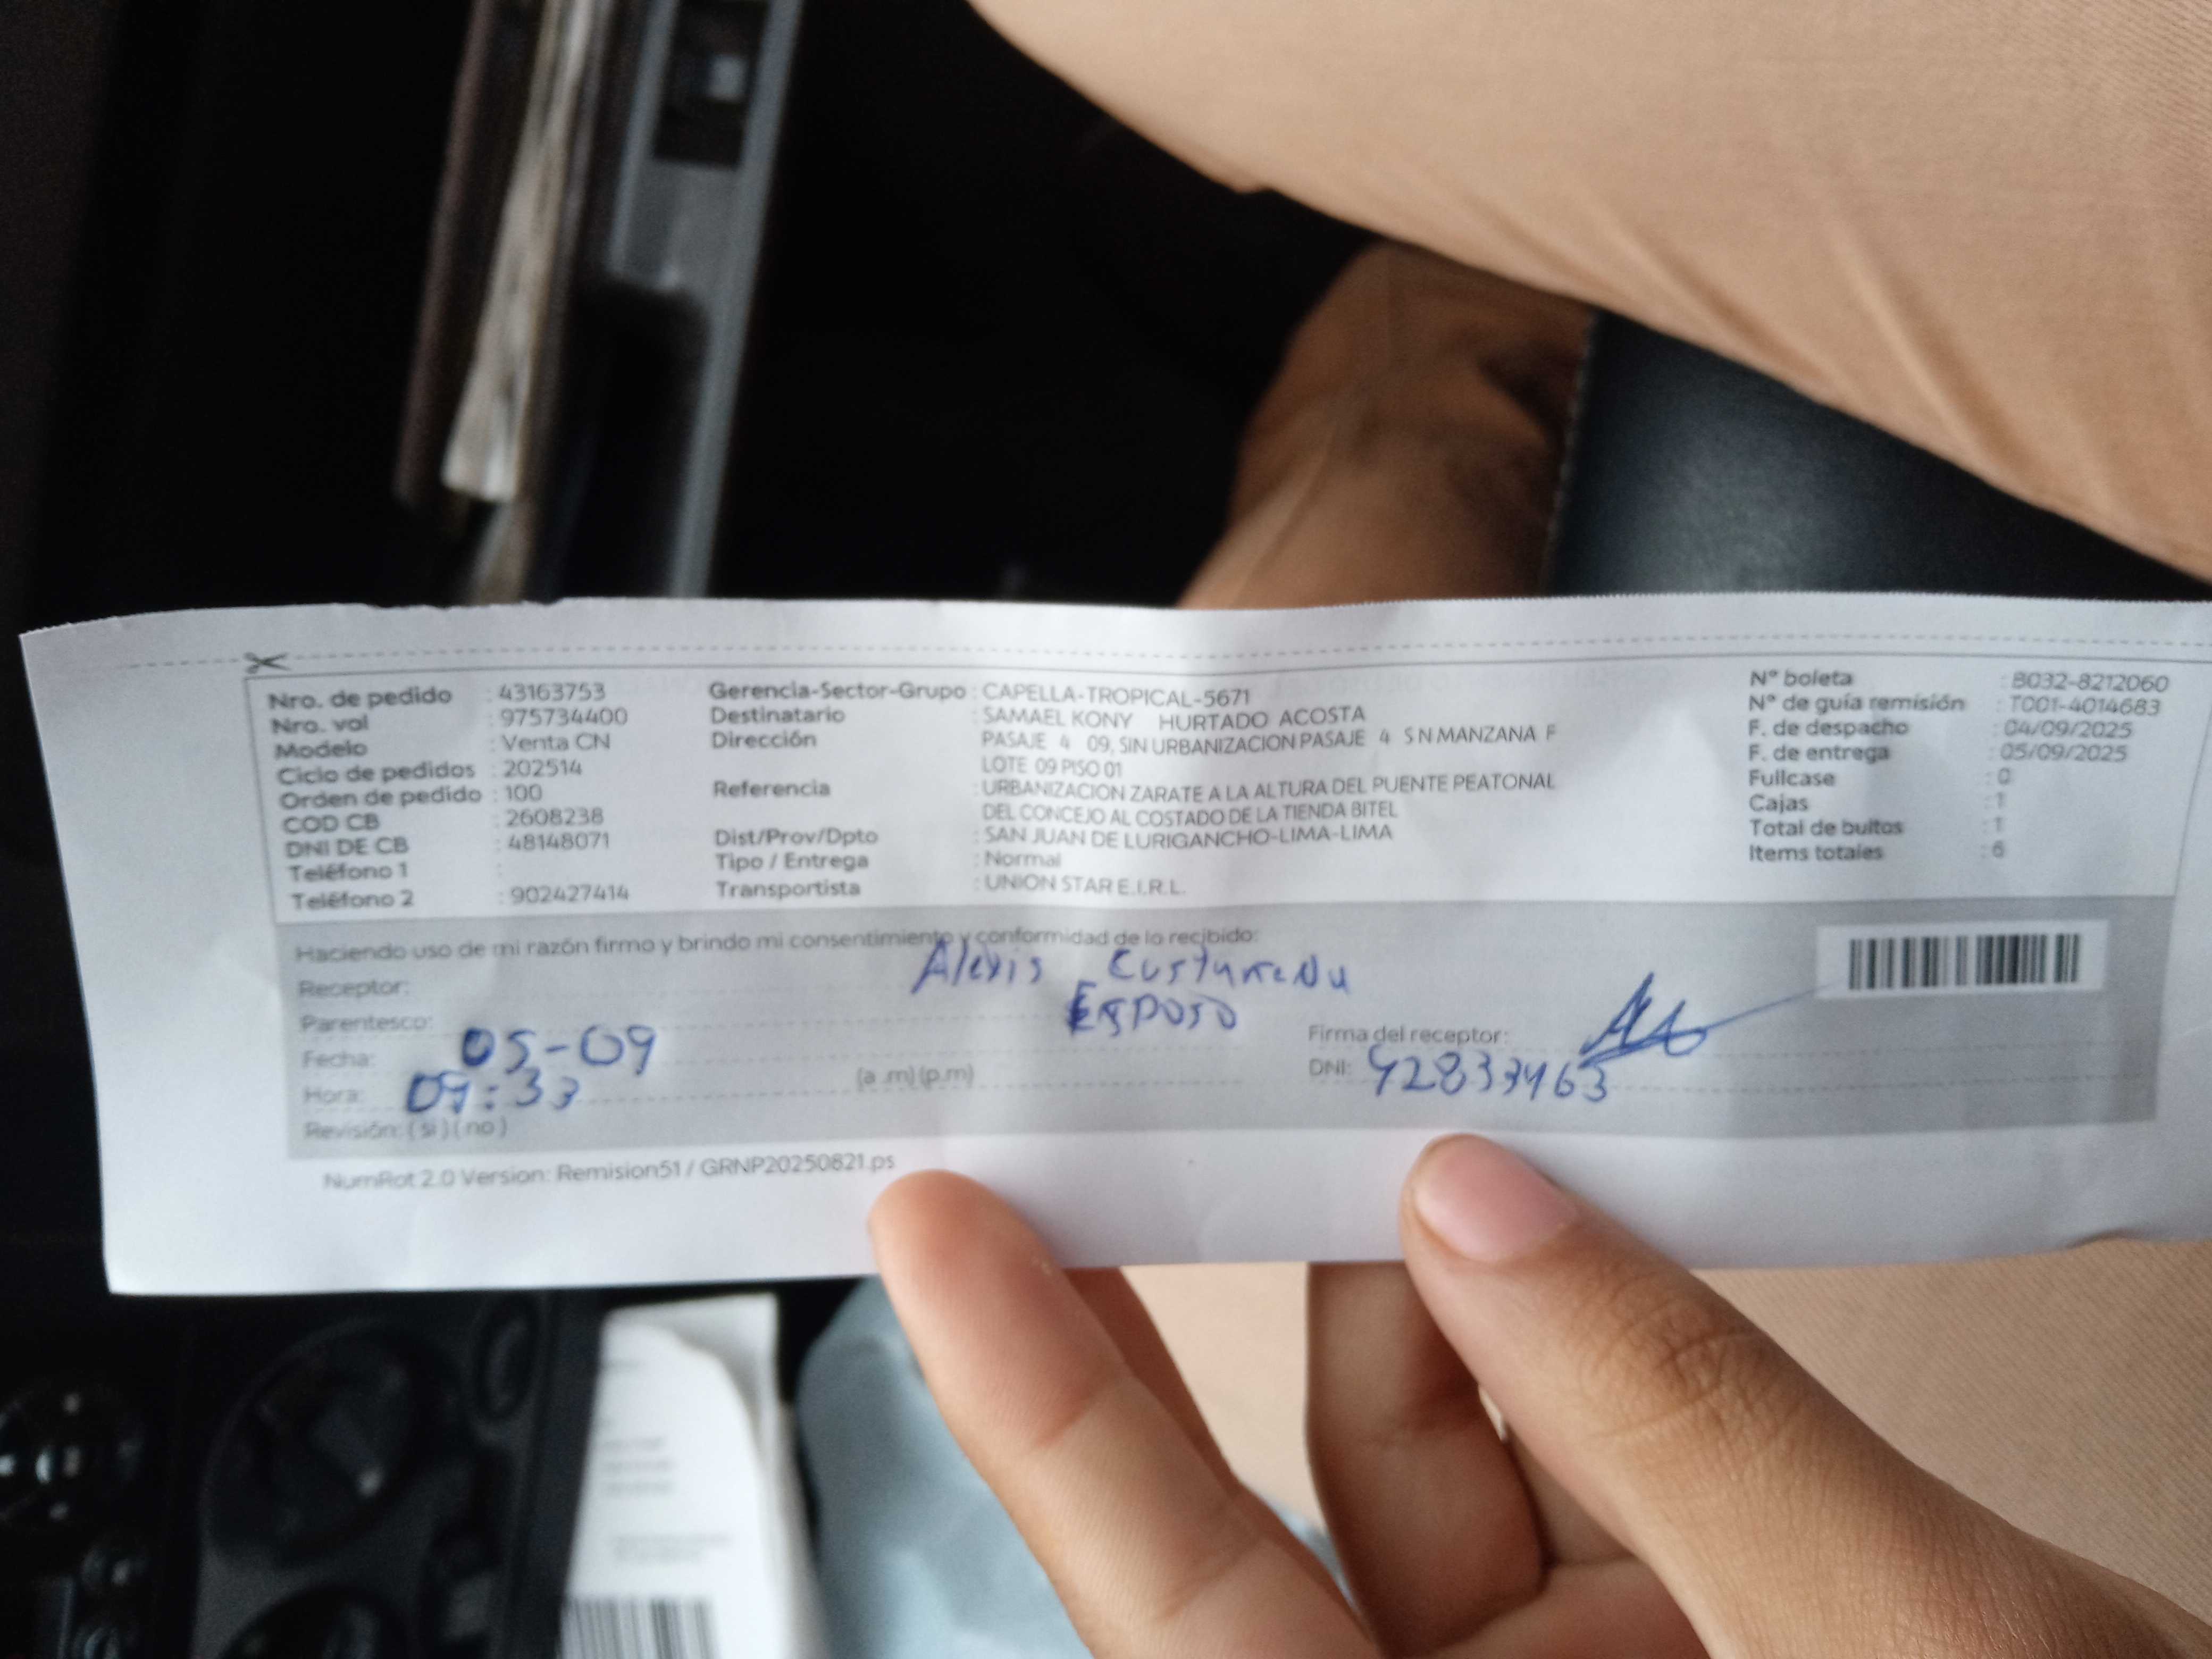 Nro. de pedido : 43163753
Nro. val : 975734400
Modelo : Venta CN
Ciclo de pedidos : 202514
Orden de pedido : 100
COD CB : 2608238
DNI DE CB : 48148071
Teléfono 1 :
Teléfono 2 : 902427414
Gerencia-Sector-Grupo : CAPELLA-TROPICAL-5671
Destinatario : SAMAEL KONY HURTADO ACOSTA
Dirección : PASAJE 4 09, SIN URBANIZACION PASAJE 4 S N MANZANA F
LOTE 09 PISO 01
Referencia : URBANIZACION ZARATE A LA ALTURA DEL PUENTE PEATONAL
DEL CONCEJO AL COSTADO DE LA TIENDA BITEL
Dist/Prov/Dpto : SAN JUAN DE LURIGANCHO-LIMA-LIMA
Tipo / Entrega : Normal
Transportista : UNION STAR E.I.R.L.
N° boleta : B032-8212060
N° de guía remisión : T001-4014683
F. de despacho : 04/09/2025
F. de entrega : 05/09/2025
Fullcase : 0
Cajas : 1
Total de bultos : 1
Items totales : 6
Haciendo uso de mi razón firmo y brindo mi consentimiento y conformidad de lo recibido:
Receptor: Alexis
Parentesco: Esposo
Fecha: 05-09
Hora: 09:33 (a .m) (p.m)
Revisión: ( si ) ( no )
Firma del receptor:
DNI:
NumRot 2.0 Version: Remision51 / GRNP20250821.ps